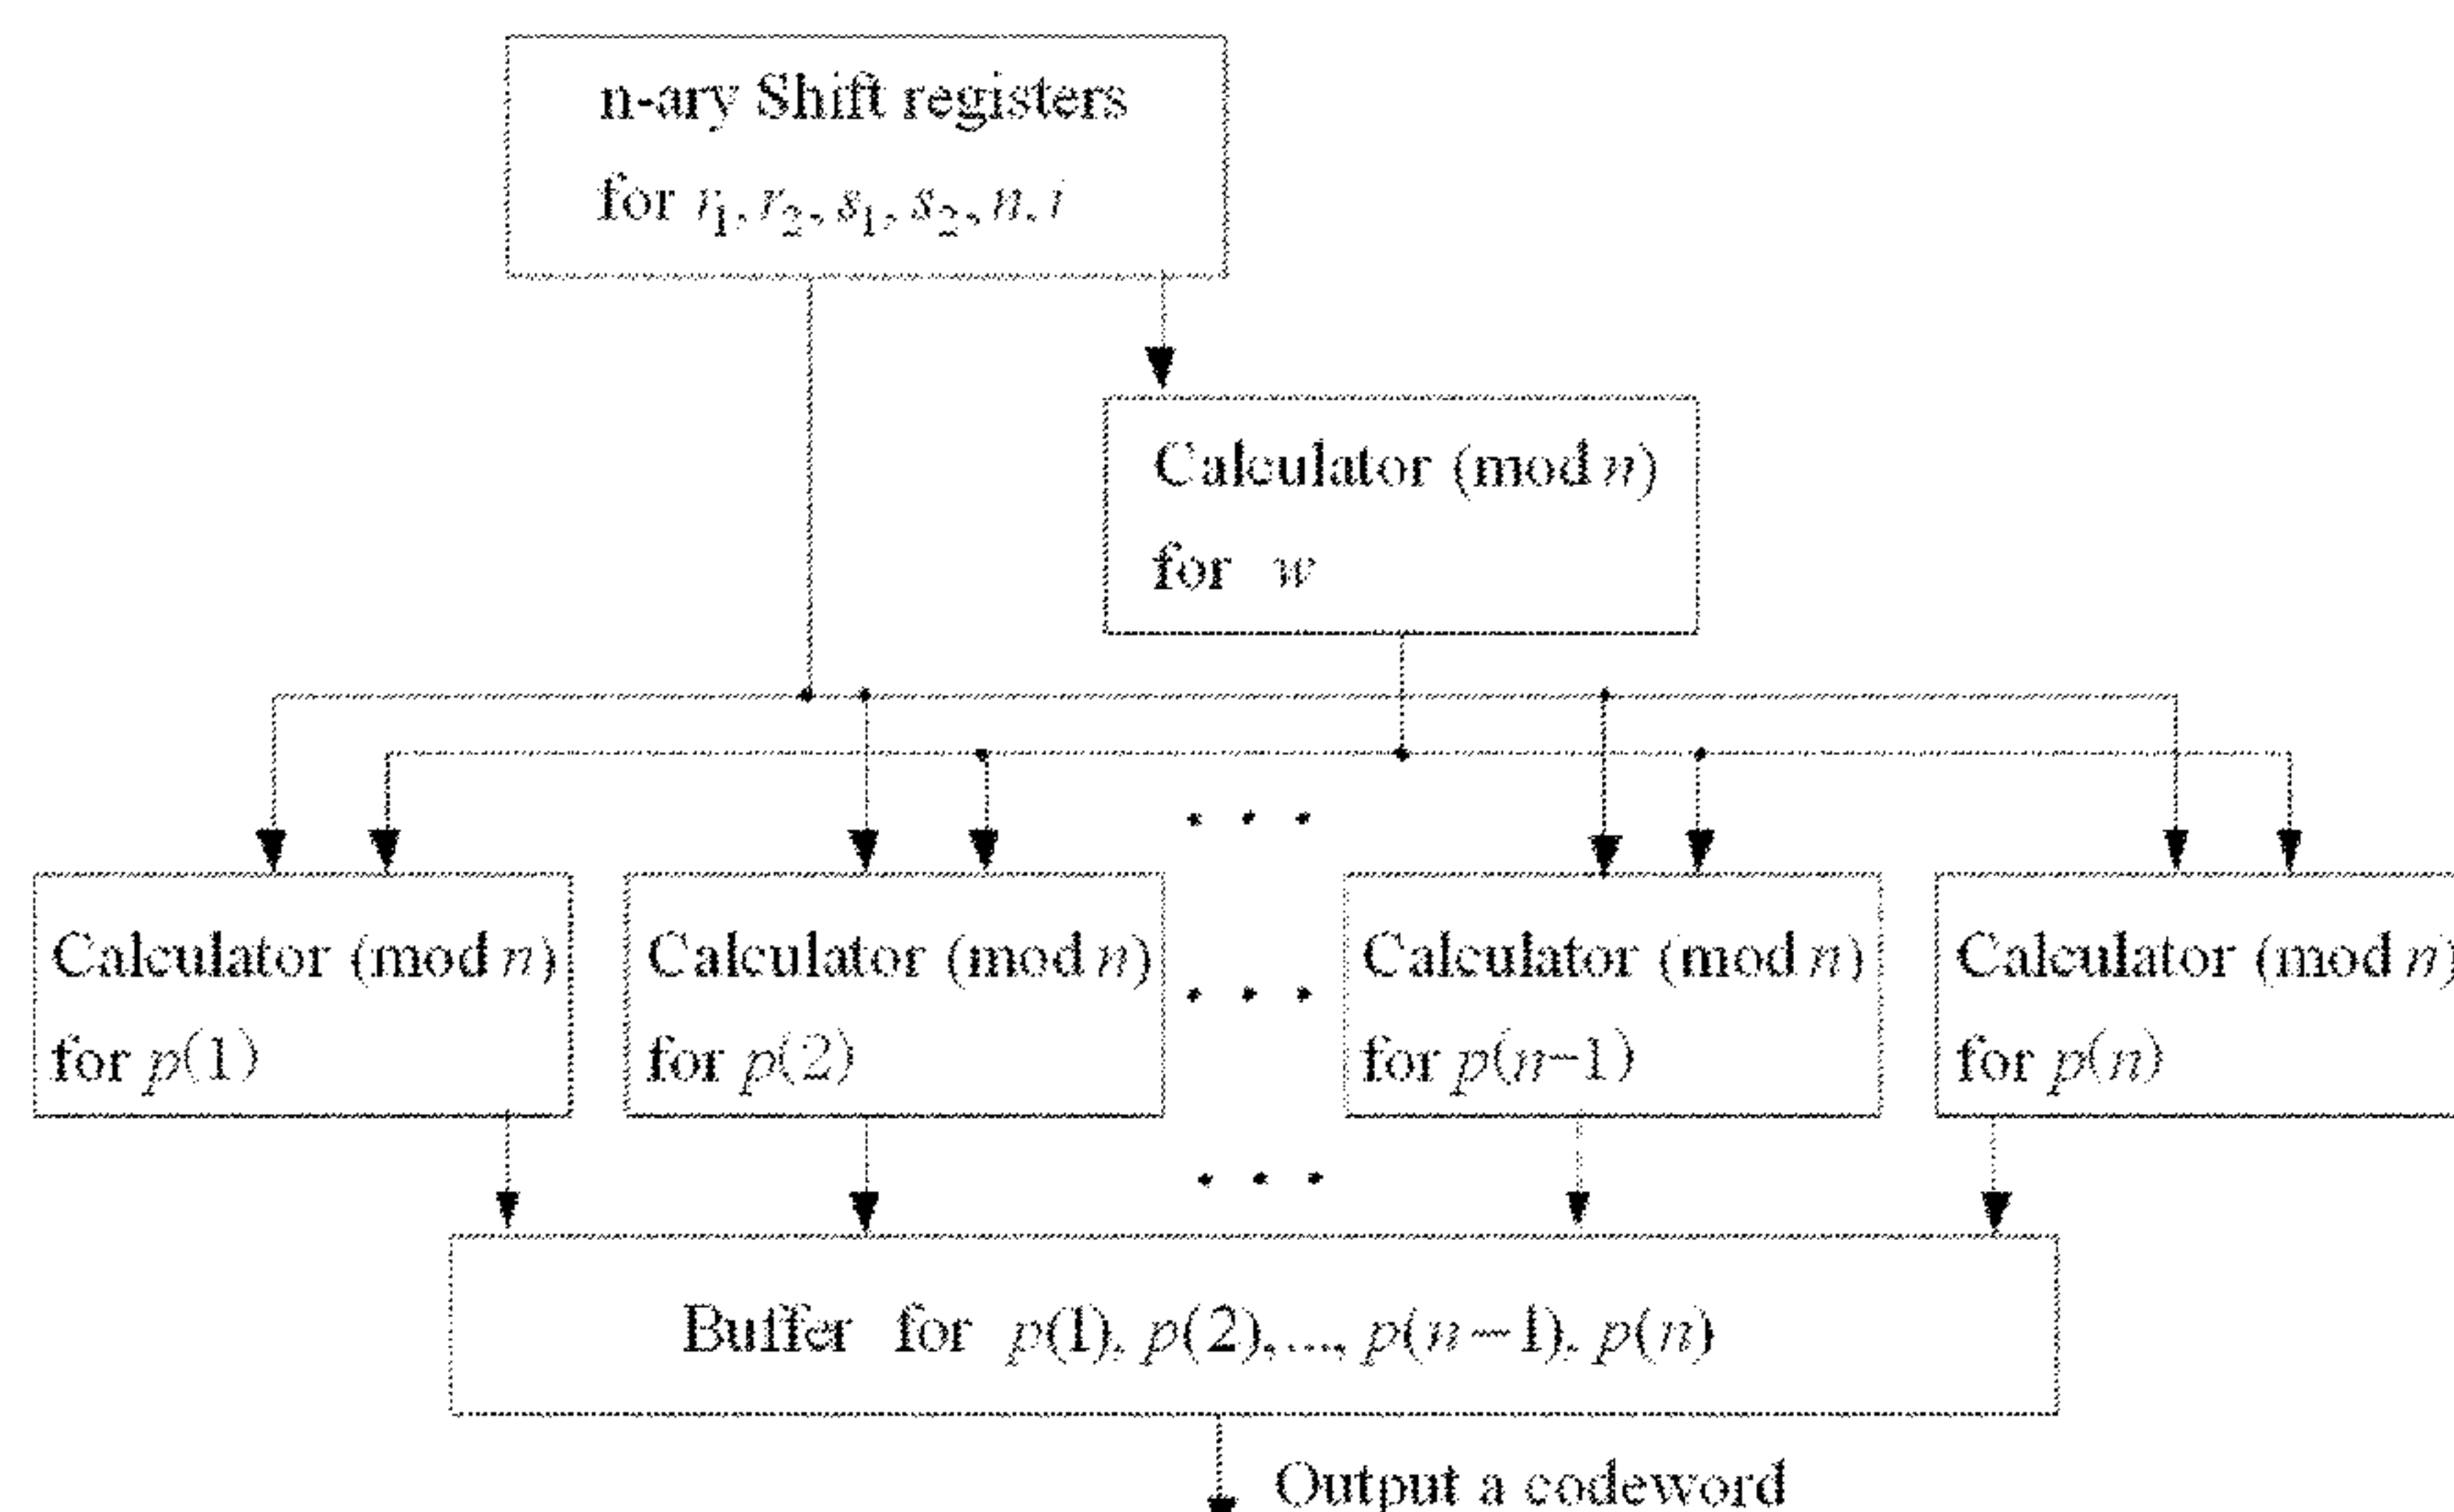 n-ary Shift registers
for r₁, r₂, s₁, s₂, n, i
Calculator (mod n)
for w
. . .
Calculator (mod n)
for p(1)
Calculator (mod n)
for p(2)
. . .
Calculator (mod n)
for p(n−1)
Calculator (mod n)
for p(n)
. . .
Buffer for p(1), p(2),..., p(n−1), p(n)
Output a codeword